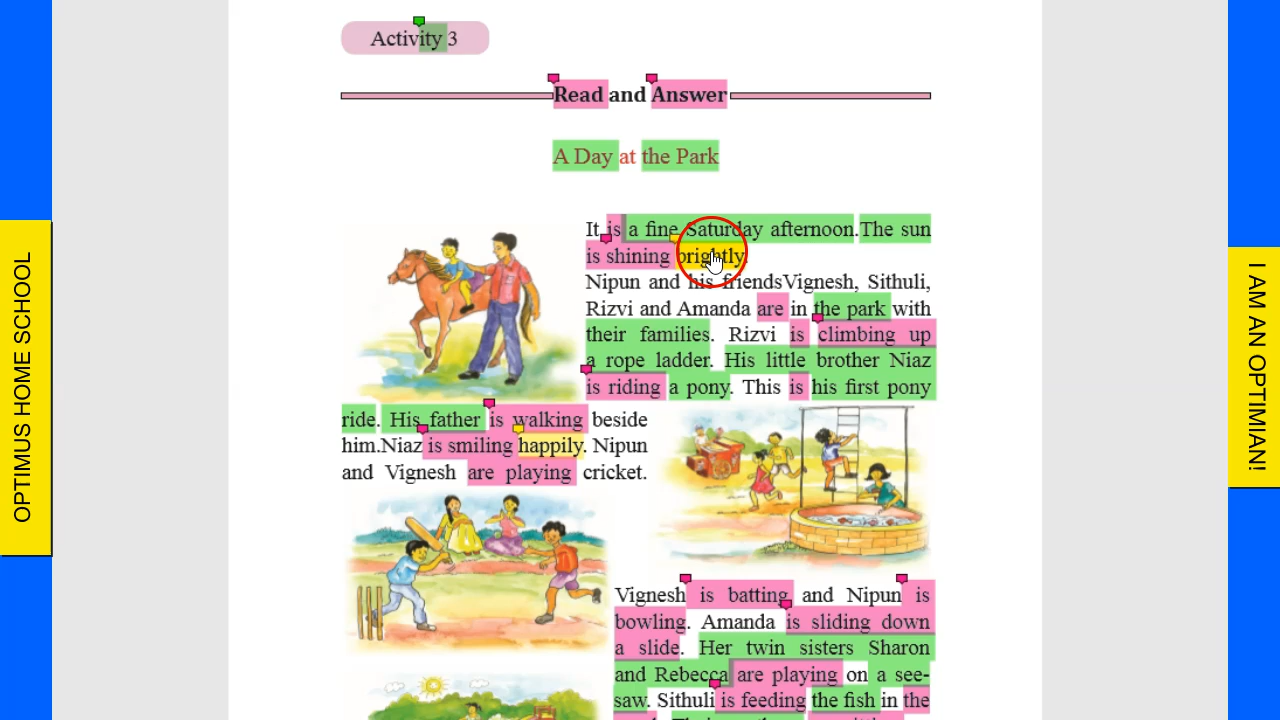 Activity 3
Read and Answer
A Day at the Park
It is a fine Saturday afternoon.The sun
is shining brightly.
Nipun and his friendsVignesh, Sithuli,
Rizvi and Amanda are in the park with
their families. Rizvi is climbing up
a rope ladder. His little brother Niaz
is riding a pony. This is his first pony
ride. His father is walking beside
him.Niaz is smiling happily. Nipun
and Vignesh are playing cricket.
Vignesh is batting and Nipun is
bowling. Amanda is sliding down
a slide. Her twin sisters Sharon
and Rebecca are playing on a see-
saw. Sithuli is feeding the fish in the
OPTIMUS HOME SCHOOL
I AM AN OPTIMIAN!